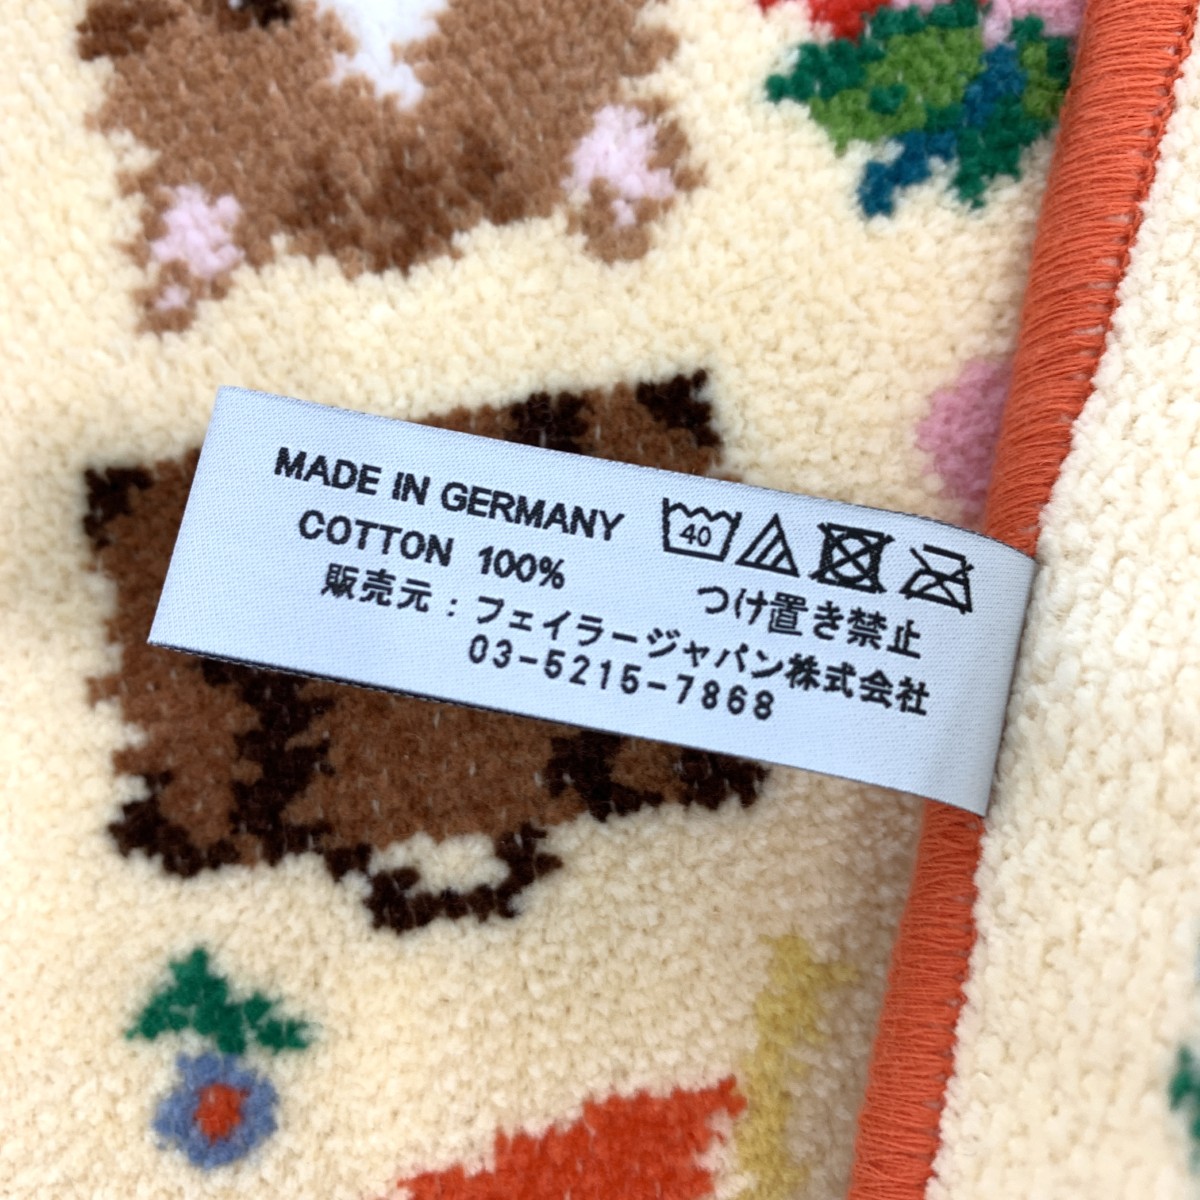 MADE IN GERMANY
COTTON 100%
40
つけ置き禁止
販売元：フェイラージャパン株式会社
03-5215-7868